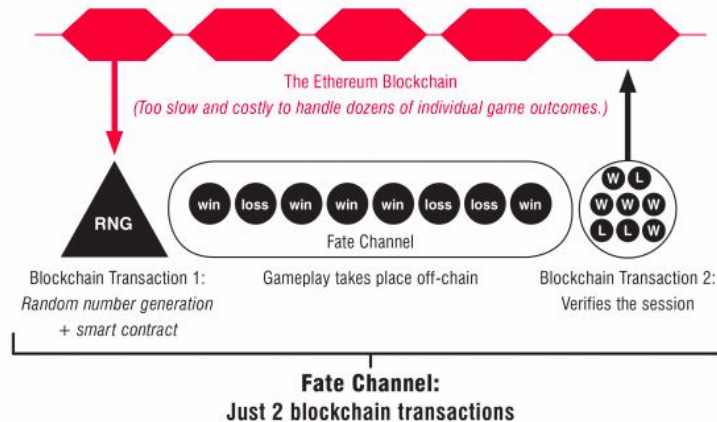 The Ethereum Blockchain
(Too slow and costly to handle dozens of individual game outcomes.)
RNG
win loss win win win loss loss win
Fate Channel
W L
W W W
L L W
Blockchain Transaction 1:
Random number generation
+ smart contract
Gameplay takes place off-chain
Blockchain Transaction 2:
Verifies the session
Fate Channel:
Just 2 blockchain transactions